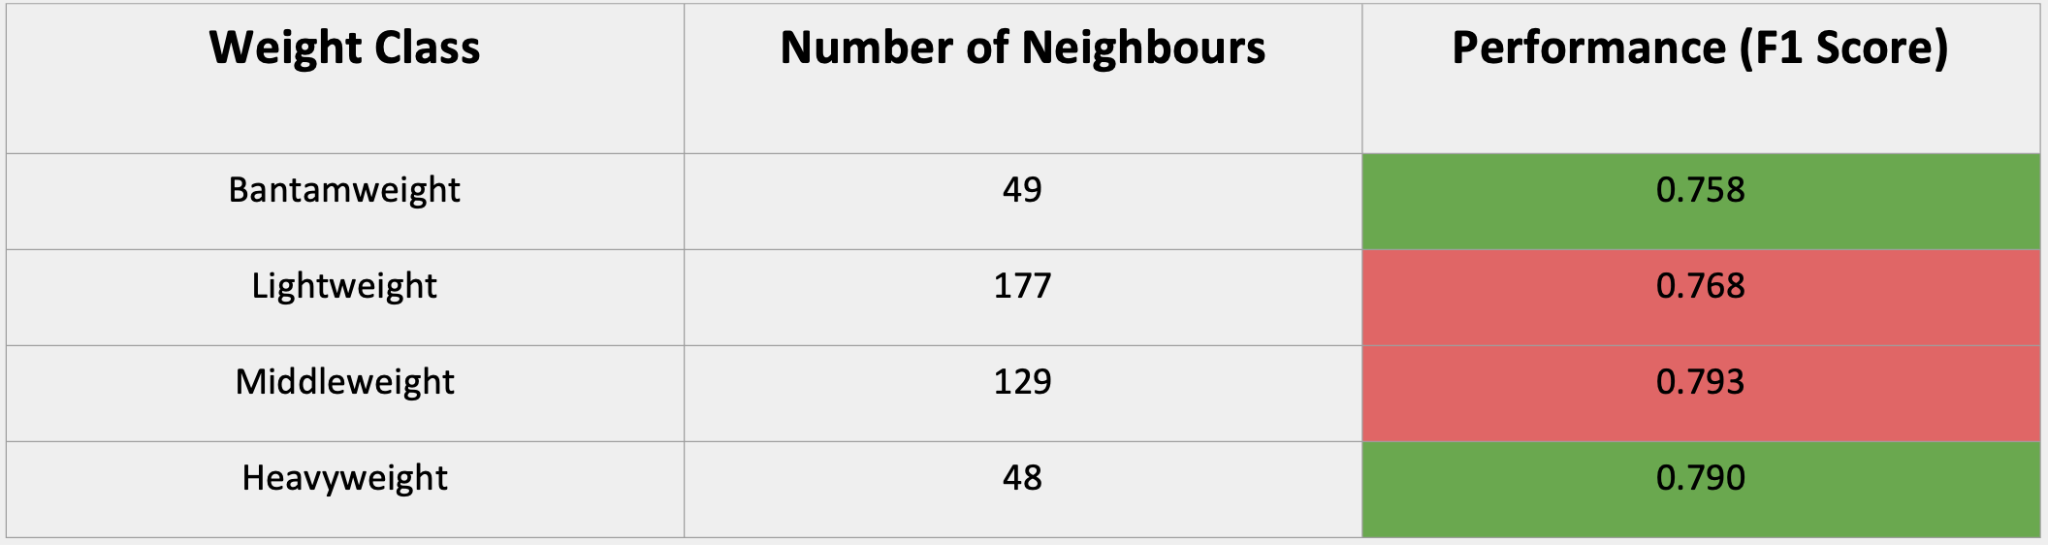 Weight Class Number of Neighbours Performance (F1 Score)
Bantamweight 49 0.758
Lightweight 177 0.768
Middleweight 129 0.793
Heavyweight 48 0.790